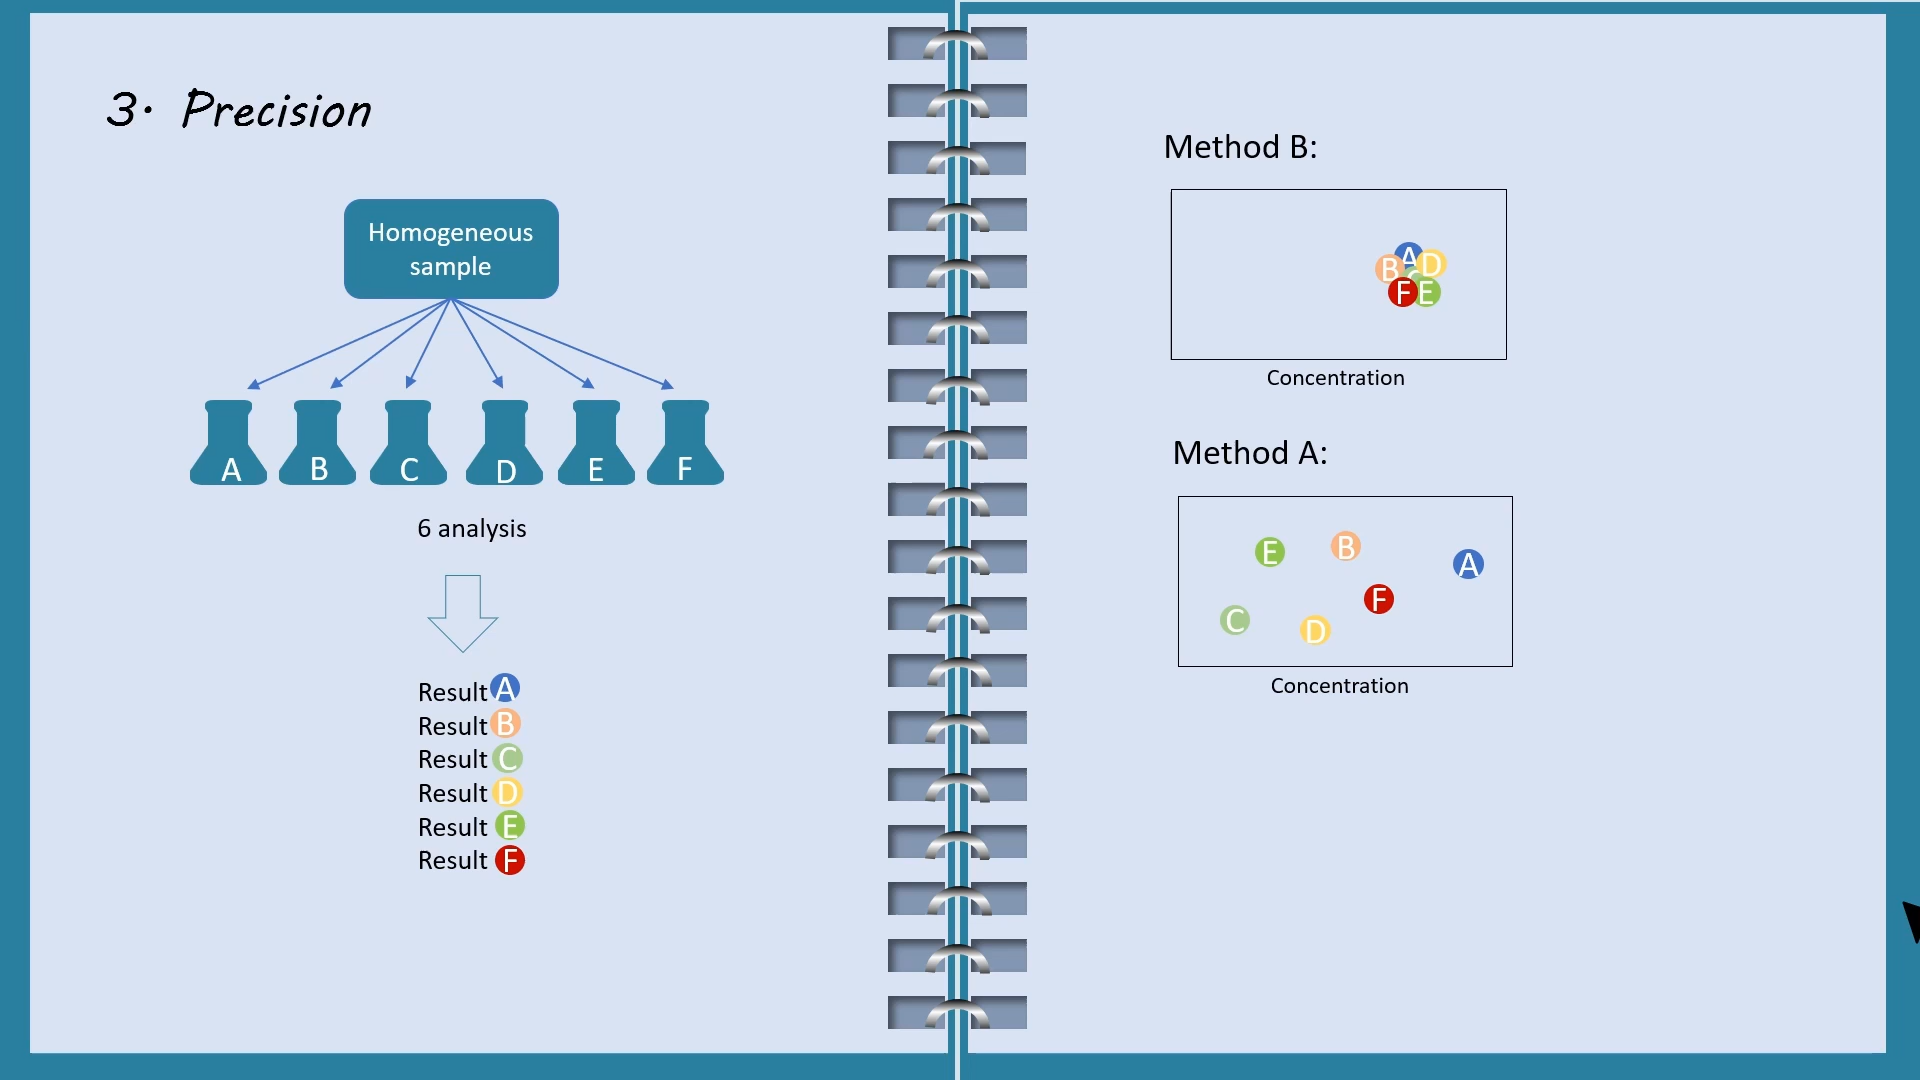 3. Precision
Homogeneous
sample
A B C D E F
6 analysis
Result A
Result B
Result C
Result D
Result E
Result F
Method B:
A
B D
C
F E
Concentration
Method A:
E B A
F
C D
Concentration